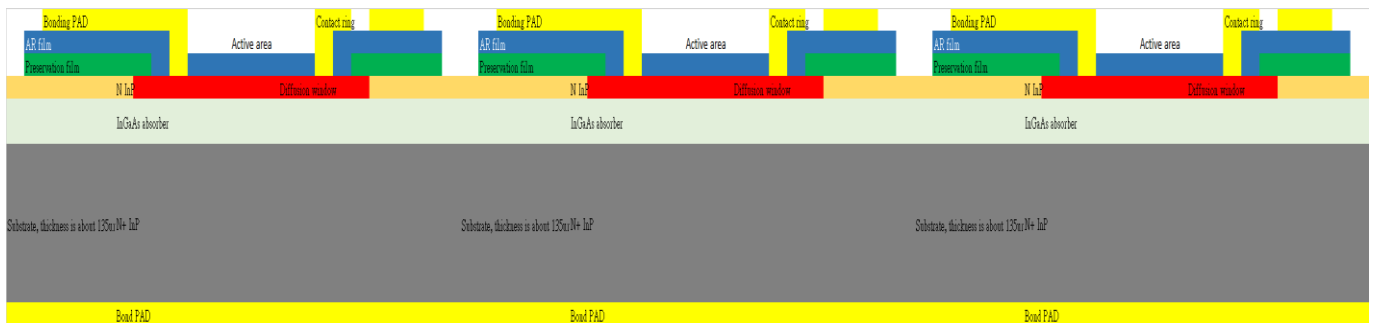 Bonding PAD Contact ring Bonding PAD Contact ring Bonding PAD Contact ring
AR film Active area AR film Active area AR film Active area
Preservation film Preservation film Preservation film
N InP Diffusion window N InP Diffusion window N InP Diffusion window
InGaAs absorber InGaAs absorber InGaAs absorber
Substrate, thickness is about 135u N+ InP Substrate, thickness is about 135u N+ InP Substrate, thickness is about 135u N+ InP
Bond PAD Bond PAD Bond PAD